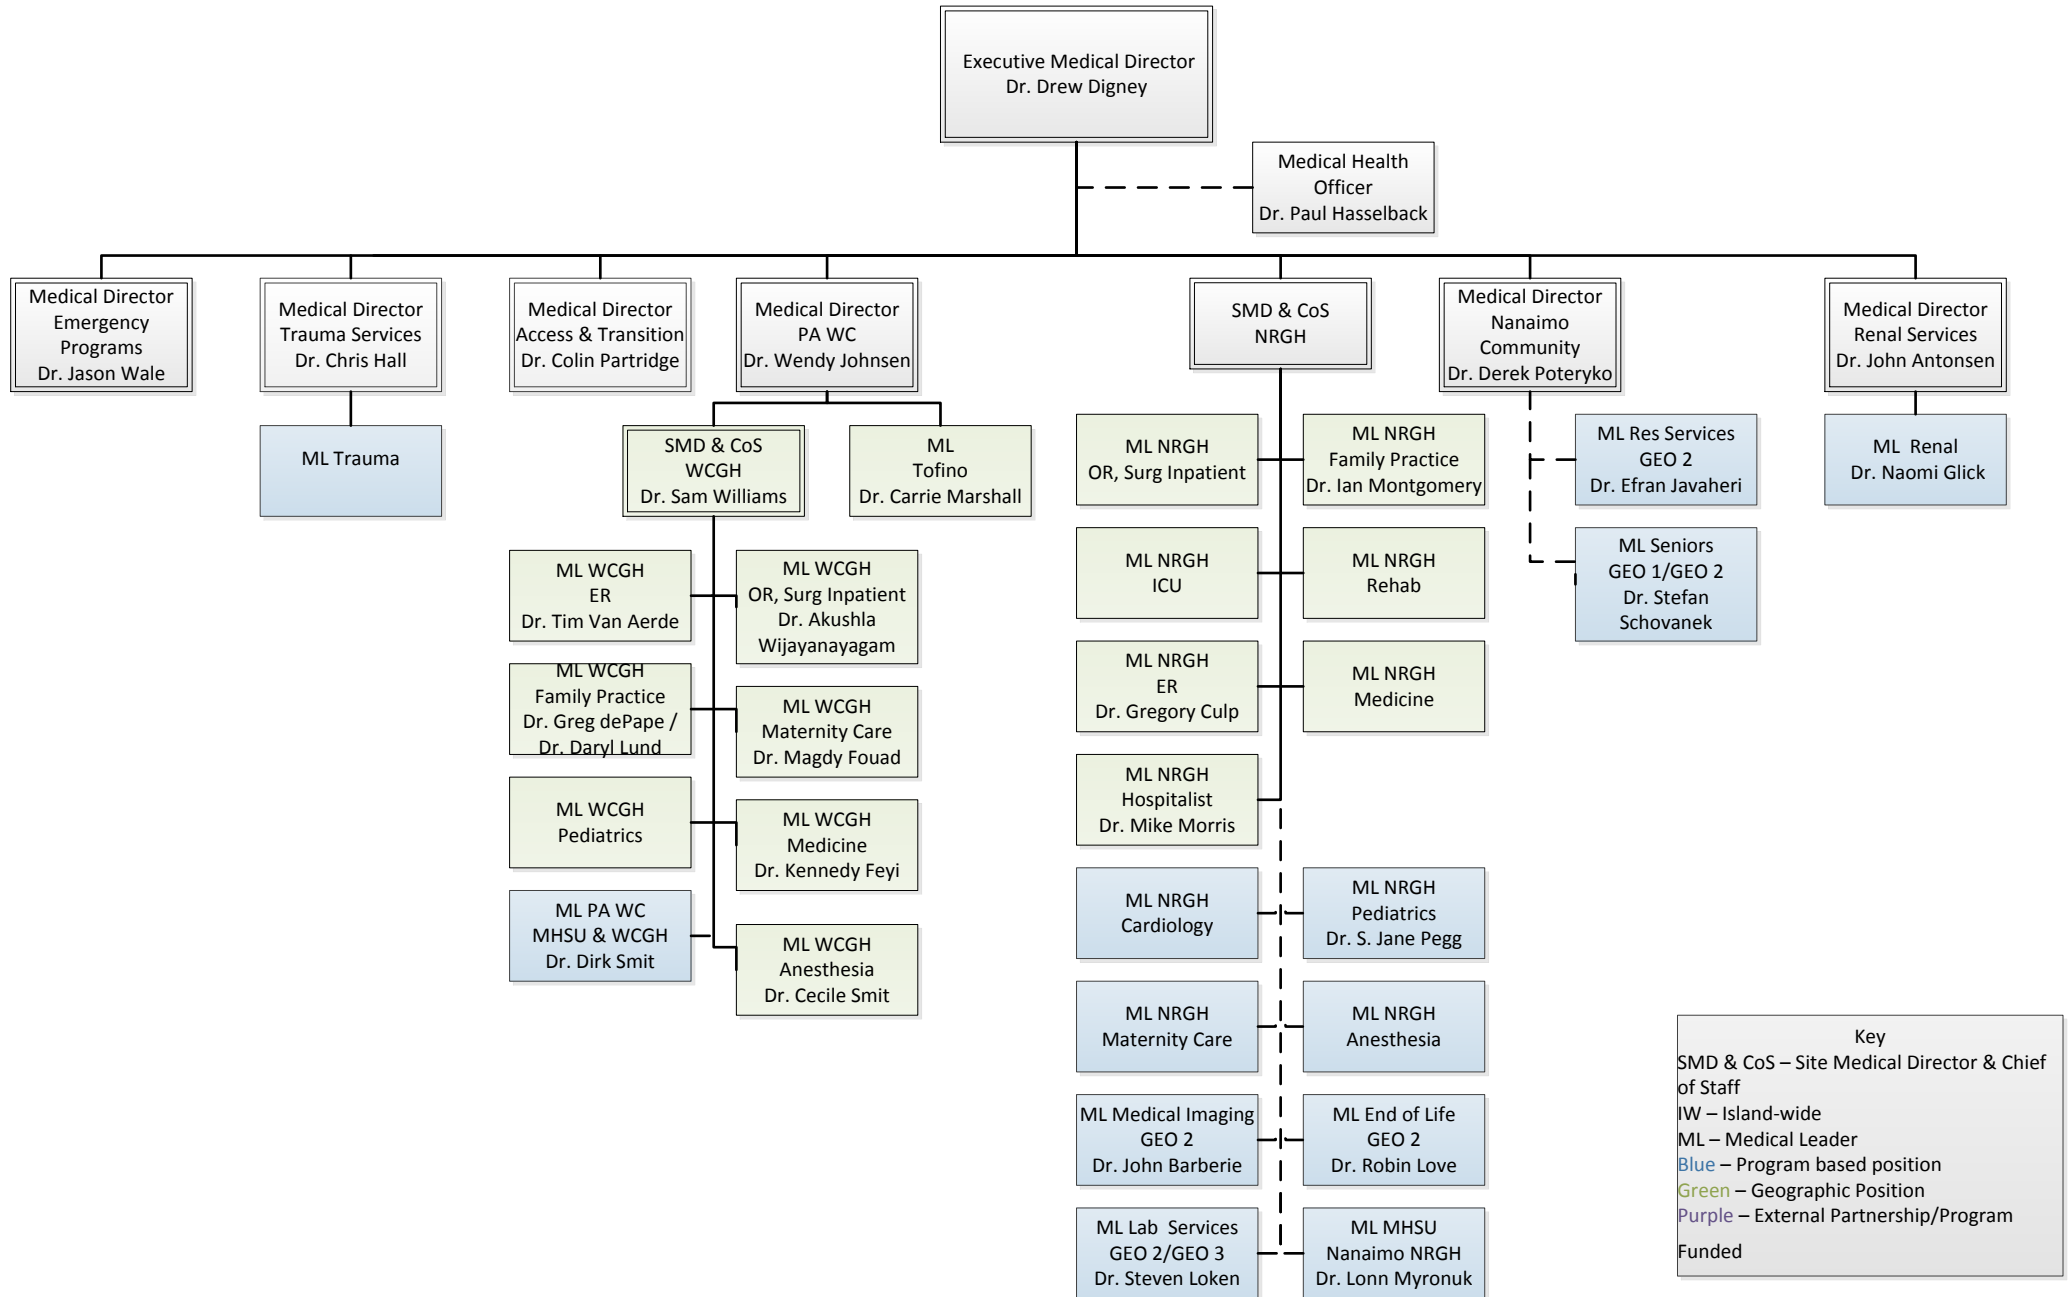 Executive Medical Director
Dr. Drew Digney
Medical Health
Officer
Dr. Paul Hasselback
Medical Director
Emergency
Programs
Dr. Jason Wale
Medical Director
Trauma Services
Dr. Chris Hall
Medical Director
Access & Transition
Dr. Colin Partridge
Medical Director
PA WC
Dr. Wendy Johnsen
SMD & CoS
NRGH
Medical Director
Nanaimo
Community
Dr. Derek Poteryko
Medical Director
Renal Services
Dr. John Antonsen
ML Trauma
SMD & CoS
WCGH
Dr. Sam Williams
ML
Tofino
Dr. Carrie Marshall
ML NRGH
OR, Surg Inpatient
ML NRGH
Family Practice
Dr. Ian Montgomery
ML Res Services
GEO 2
Dr. Efran Javaheri
ML Renal
Dr. Naomi Glick
ML WCGH
ER
Dr. Tim Van Aerde
ML WCGH
OR, Surg Inpatient
Dr. Akushla
Wijayanayagam
ML NRGH
ICU
ML NRGH
Rehab
ML Seniors
GEO 1/GEO 2
Dr. Stefan
Schovanek
ML WCGH
Family Practice
Dr. Greg dePape /
Dr. Daryl Lund
ML WCGH
Maternity Care
Dr. Magdy Fouad
ML NRGH
ER
Dr. Gregory Culp
ML NRGH
Medicine
ML WCGH
Pediatrics
ML WCGH
Medicine
Dr. Kennedy Feyi
ML NRGH
Hospitalist
Dr. Mike Morris
ML PA WC
MHSU & WCGH
Dr. Dirk Smit
ML WCGH
Anesthesia
Dr. Cecile Smit
ML NRGH
Cardiology
ML NRGH
Pediatrics
Dr. S. Jane Pegg
ML NRGH
Maternity Care
ML NRGH
Anesthesia
ML Medical Imaging
GEO 2
Dr. John Barberie
ML End of Life
GEO 2
Dr. Robin Love
ML Lab Services
GEO 2/GEO 3
Dr. Steven Loken
ML MHSU
Nanaimo NRGH
Dr. Lonn Myronuk
Key
SMD & CoS – Site Medical Director & Chief
of Staff
IW – Island-wide
ML – Medical Leader
Blue – Program based position
Green – Geographic Position
Purple – External Partnership/Program
Funded